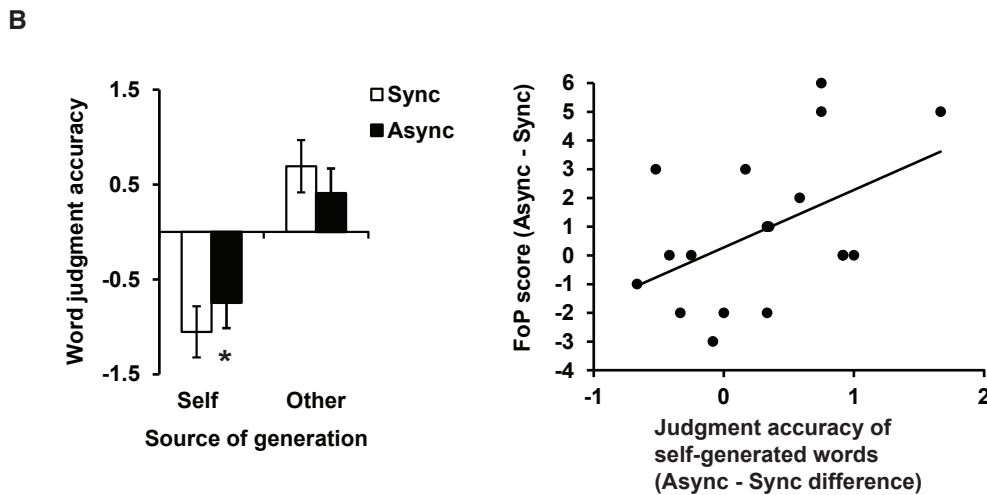 B
1.5
0.5
-0.5
-1.5
Word judgment accuracy
Sync
Async
*
Self Other
Source of generation
6
5
4
3
2
1
0
-1
-2
-3
-4
FoP score (Async - Sync)
-1 0 1 2
Judgment accuracy of
self-generated words
(Async - Sync difference)